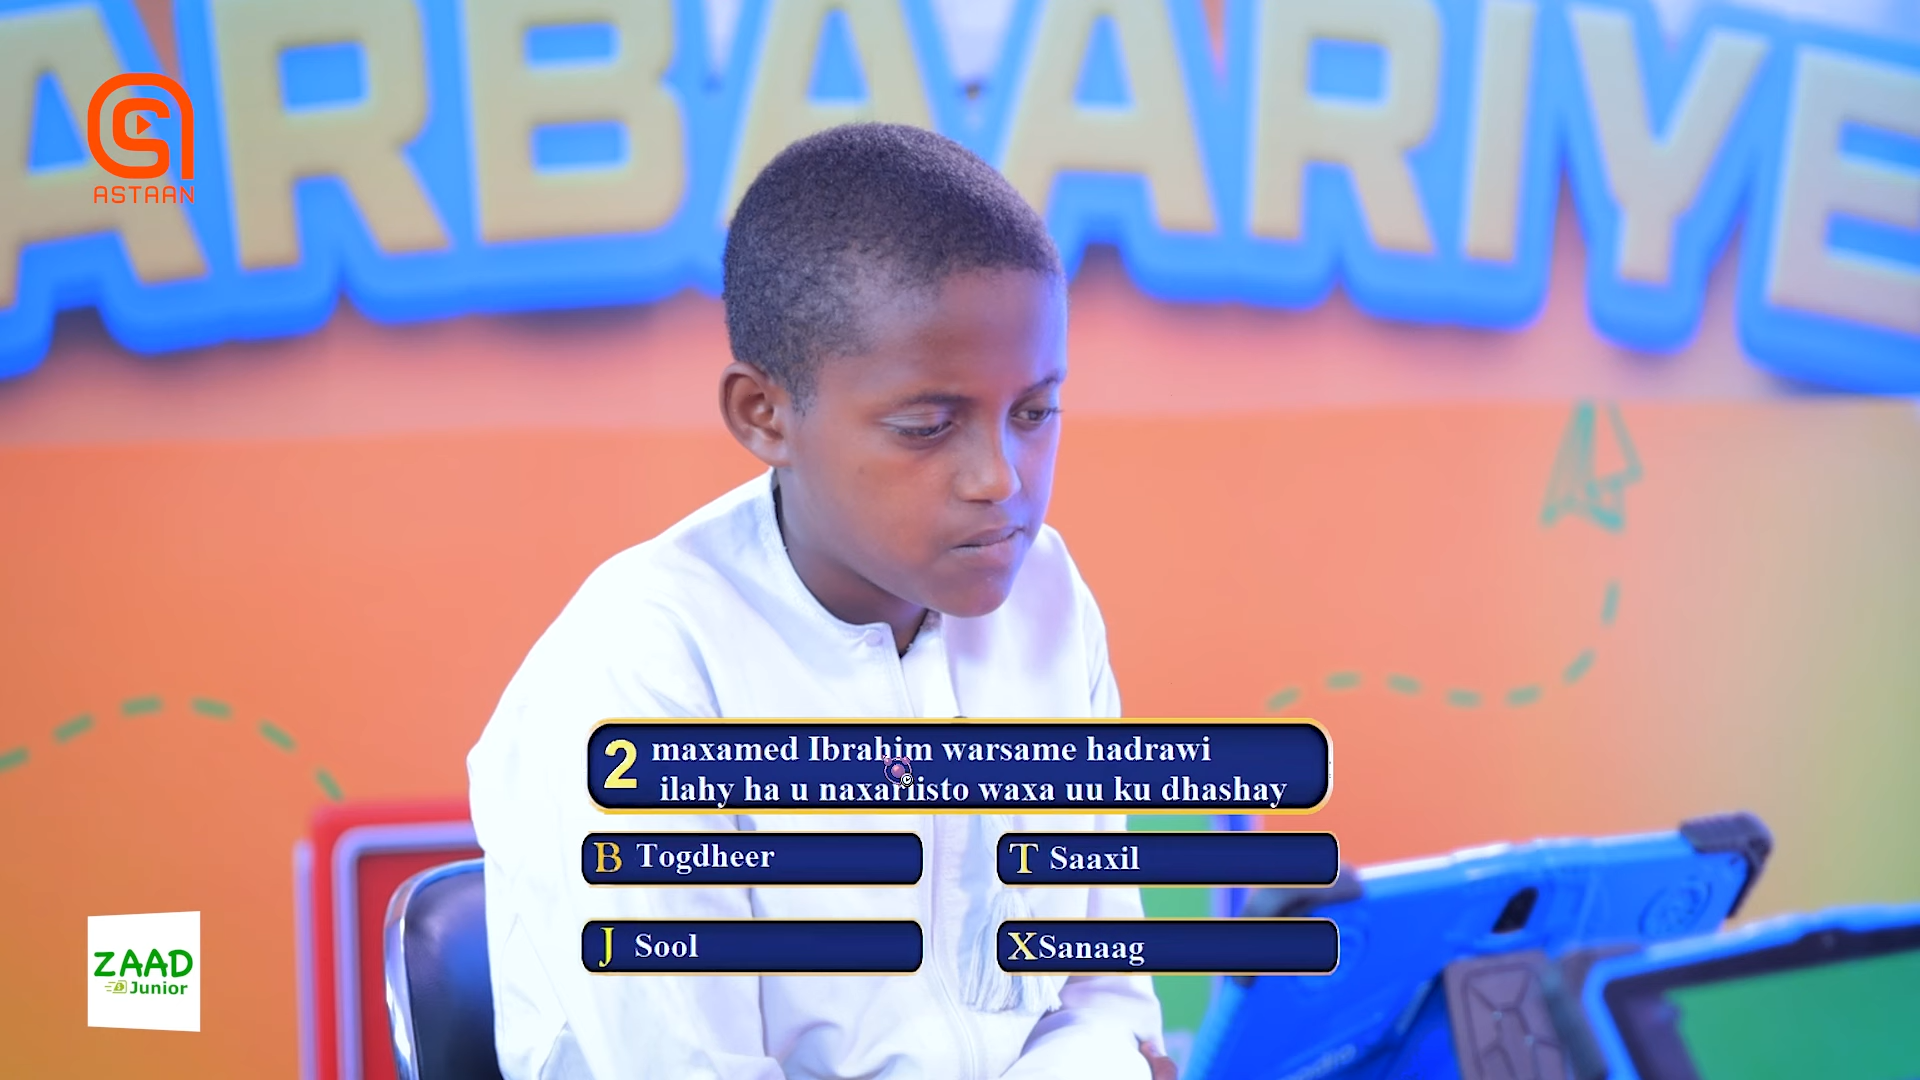 ARBAARIYE
ASTAAN
2 maxamed Ibrahim warsame hadrawi
ilahy ha u naxariisto waxa uu ku dhashay
B Togdheer
T Saaxil
J Sool
X Sanaag
ZAAD
Junior